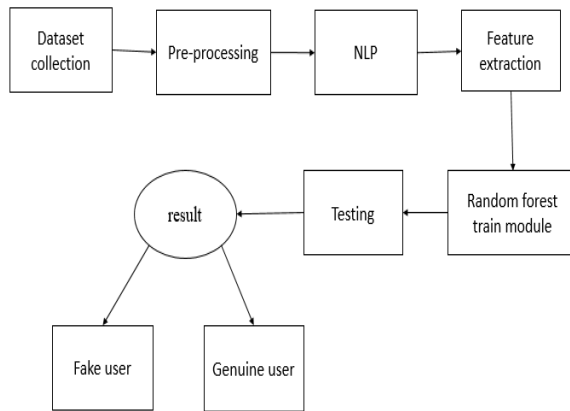 Dataset
collection
Pre-processing
NLP
Feature
extraction
Random forest
train module
Testing
result
Fake user
Genuine user